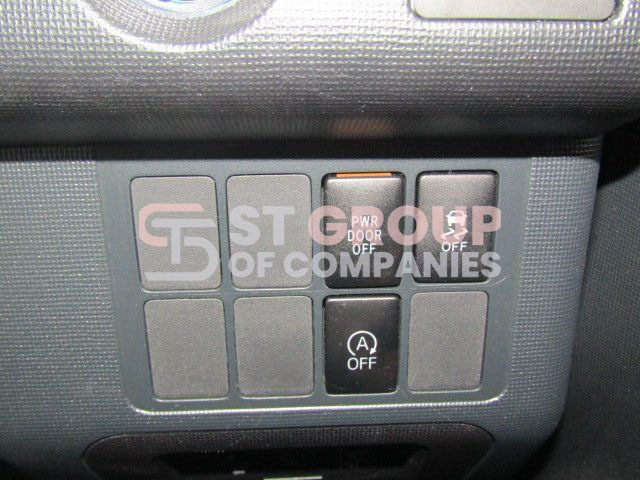 ST GROUP
OF COMPANIES
PWR
DOOR
OFF
OFF
A
OFF